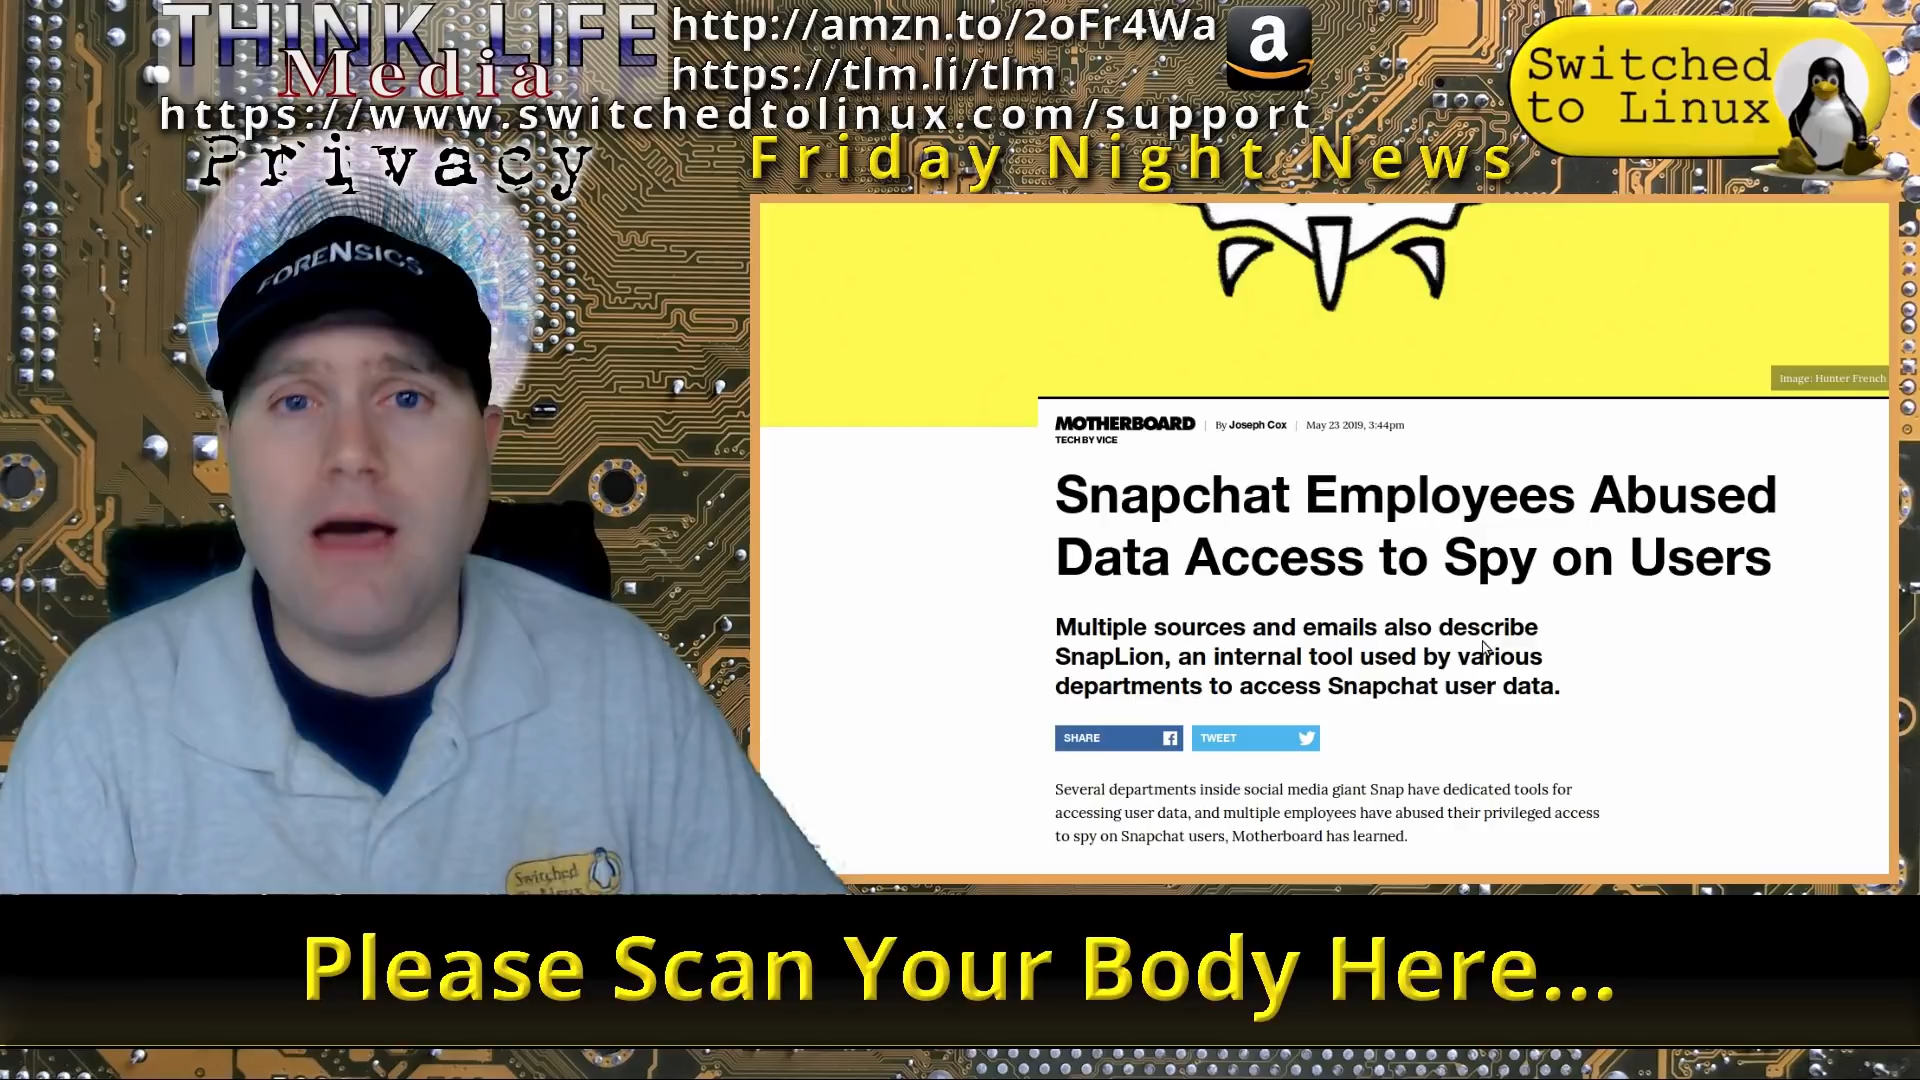 THINK LIFE
Media
http://amzn.to/2oFr4Wa
a
https://tlm.li/tlm
https://www.switchedtolinux.com/support
Switched
to Linux
Privacy
Friday Night News
FORENSICS
Image: Hunter French
MOTHERBOARD
TECH BY VICE
By Joseph Cox | May 23 2019, 3:44pm
Snapchat Employees Abused
Data Access to Spy on Users
Multiple sources and emails also describe
SnapLion, an internal tool used by various
departments to access Snapchat user data.
SHARE
TWEET
Several departments inside social media giant Snap have dedicated tools for
accessing user data, and multiple employees have abused their privileged access
to spy on Snapchat users, Motherboard has learned.
Switched
Please Scan Your Body Here...